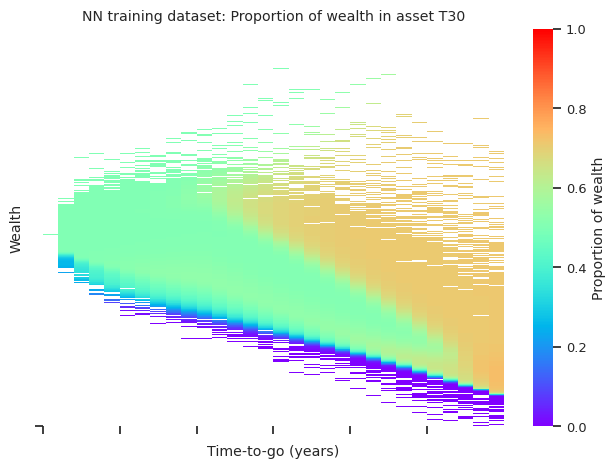 NN training dataset: Proportion of wealth in asset T30
Wealth
Time-to-go (years)
1.0
0.8
0.6
0.4
0.2
0.0
Proportion of wealth